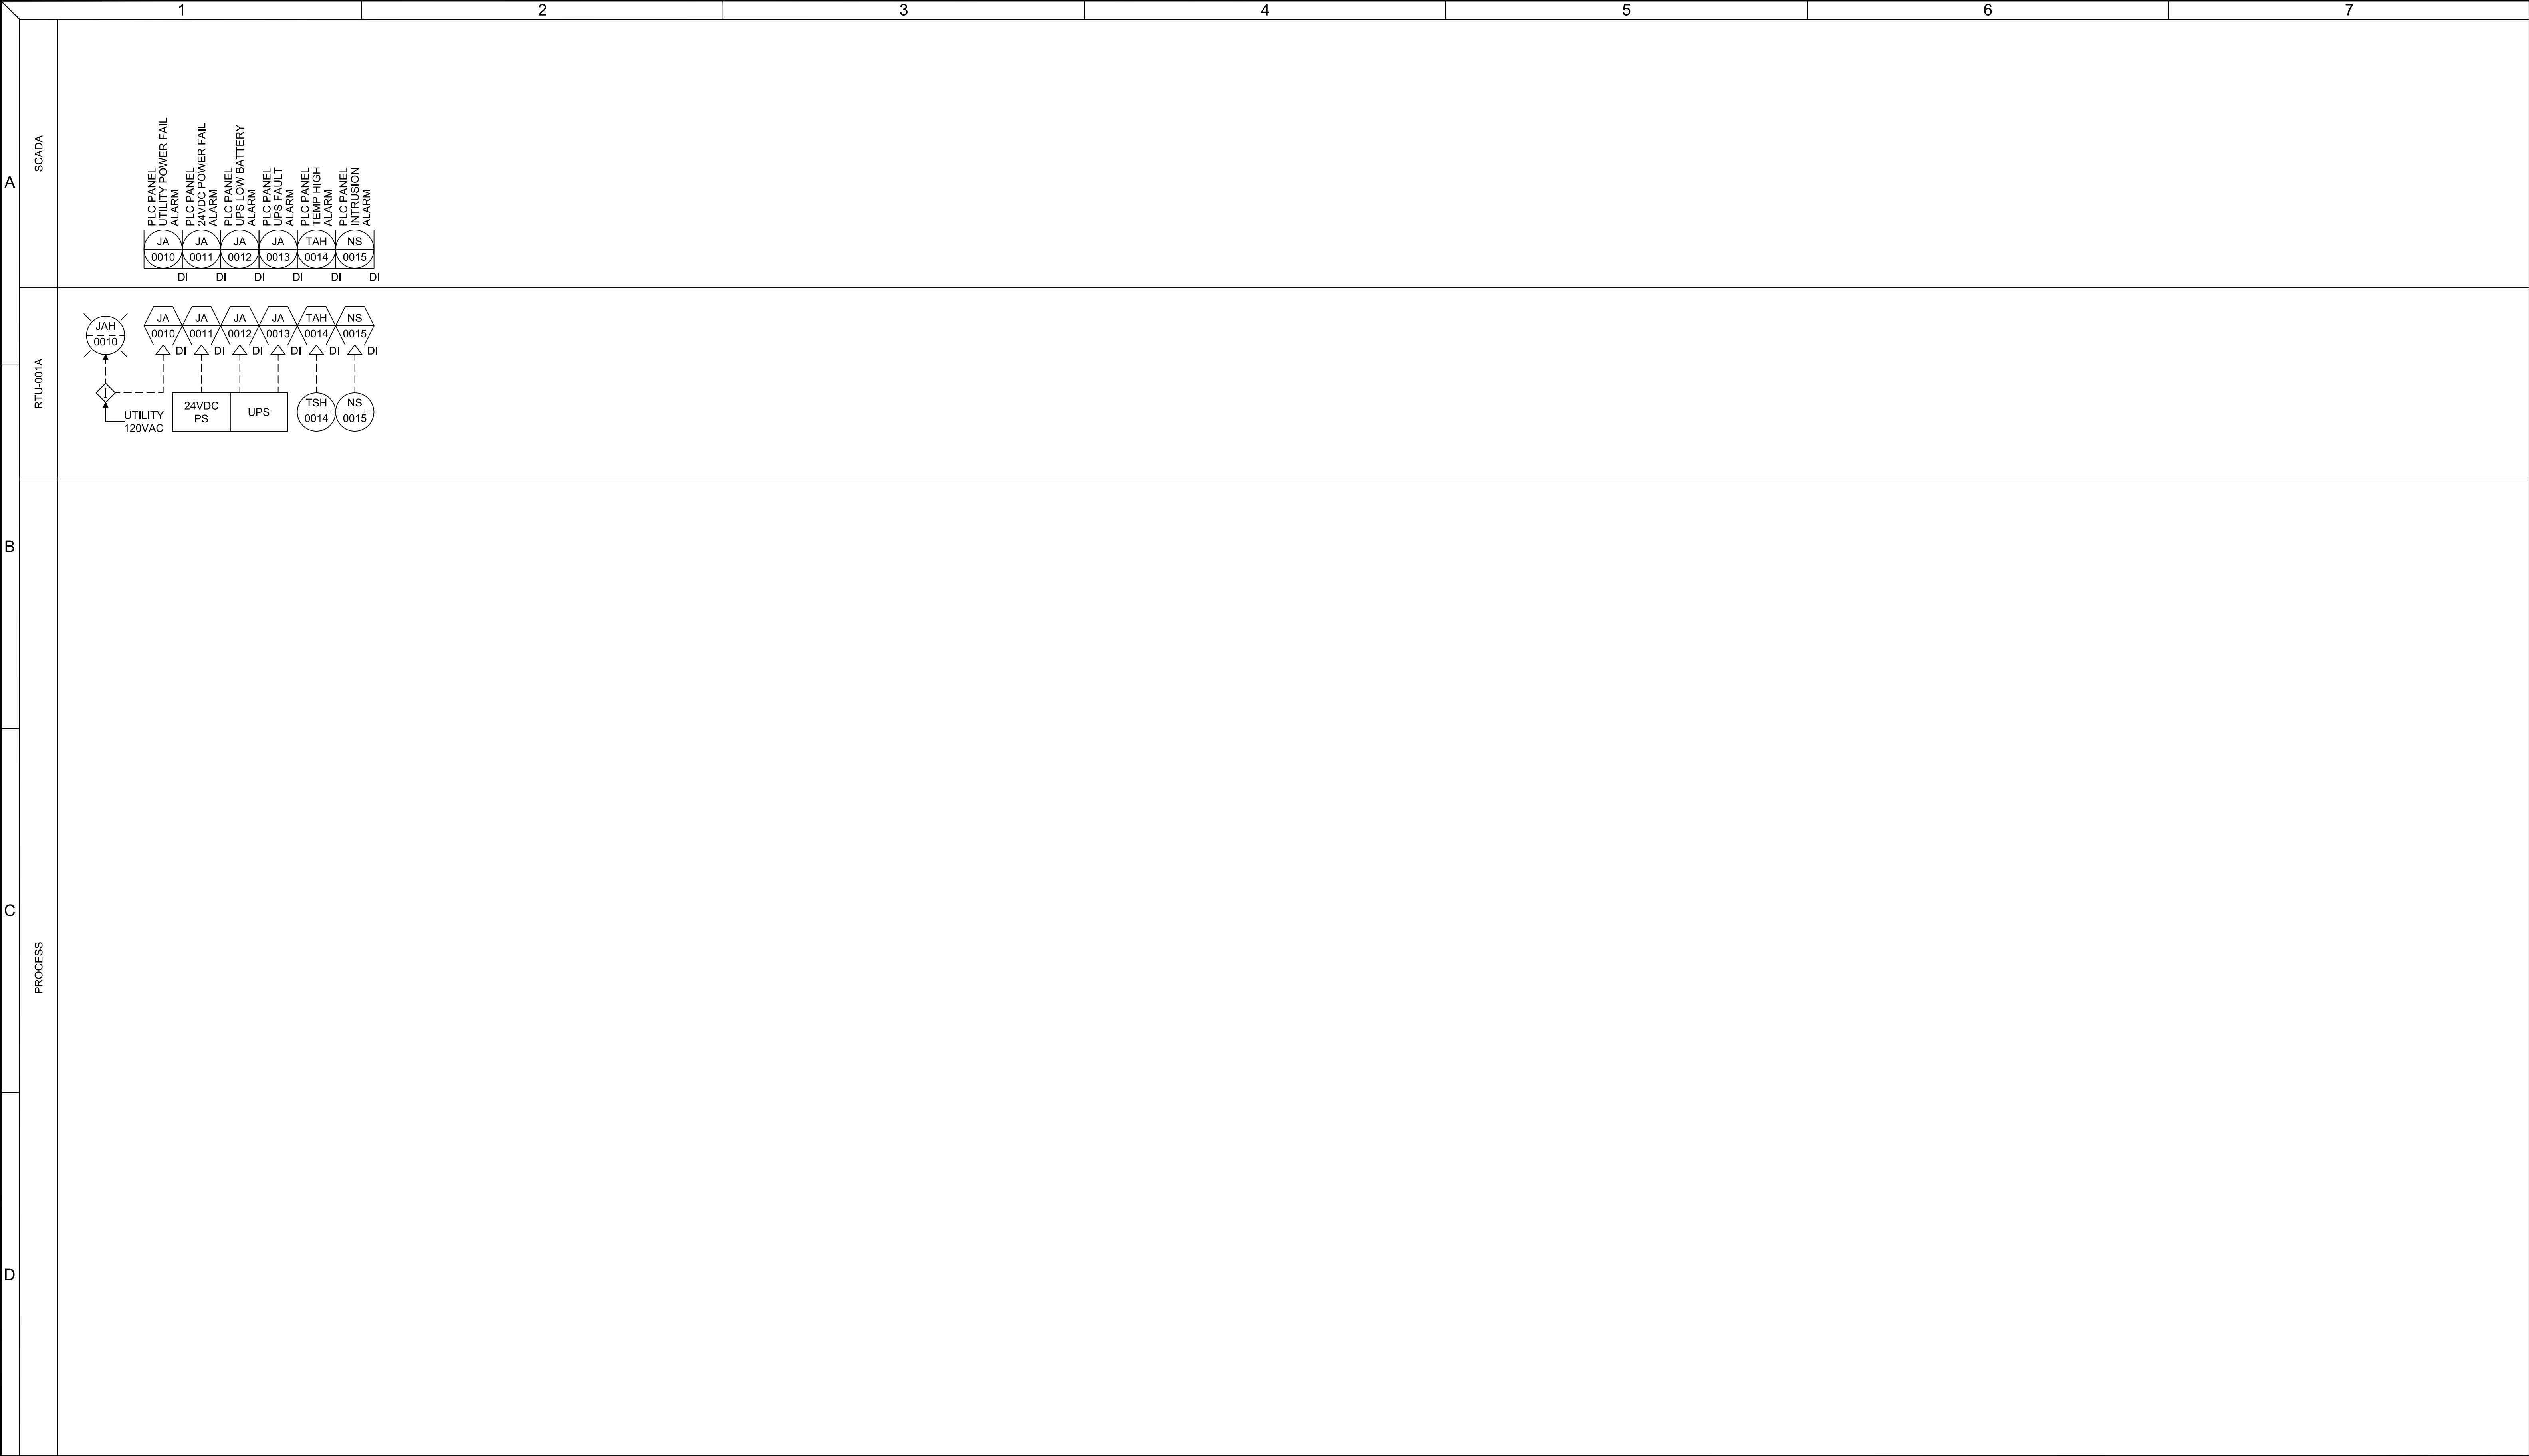 1 2 3 4 5 6 7
A
B
C
D
SCADA
RTU-001A
PROCESS
PLC PANEL
UTILITY POWER FAIL
ALARM
PLC PANEL
24VDC POWER FAIL
ALARM
PLC PANEL
UPS LOW BATTERY
ALARM
PLC PANEL
UPS FAULT
ALARM
PLC PANEL
TEMP HIGH
ALARM
PLC PANEL
INTRUSION
ALARM
JA JA JA JA TAH NS
0010 0011 0012 0013 0014 0015
DI DI DI DI DI DI
JAH
0010
JA JA JA JA TAH NS
0010 0011 0012 0013 0014 0015
DI DI DI DI DI DI
I
UTILITY
120VAC
24VDC
PS
UPS
TSH
0014
NS
0015